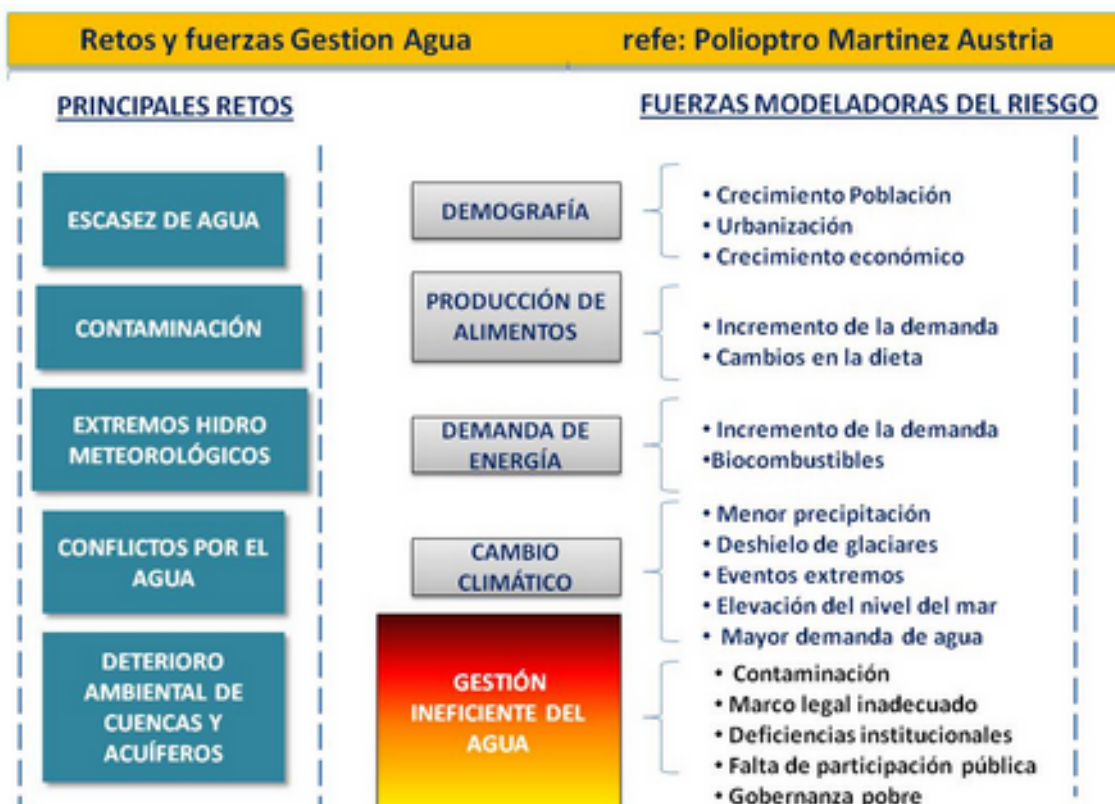 Retos y fuerzas Gestion Agua
refe: Polioptro Martinez Austria
PRINCIPALES RETOS
ESCASEZ DE AGUA
CONTAMINACIÓN
EXTREMOS HIDRO
METEOROLÓGICOS
CONFLICTOS POR EL
AGUA
DETERIORO
AMBIENTAL DE
CUENCAS Y
ACUÍFEROS
FUERZAS MODELADORAS DEL RIESGO
DEMOGRAFÍA
• Crecimiento Población
• Urbanización
• Crecimiento económico
PRODUCCIÓN DE
ALIMENTOS
• Incremento de la demanda
• Cambios en la dieta
DEMANDA DE
ENERGÍA
• Incremento de la demanda
•Biocombustibles
CAMBIO
CLIMÁTICO
• Menor precipitación
• Deshielo de glaciares
• Eventos extremos
• Elevación del nivel del mar
• Mayor demanda de agua
GESTIÓN
INEFICIENTE DEL
AGUA
• Contaminación
• Marco legal inadecuado
• Deficiencias institucionales
• Falta de participación pública
• Gobernanza pobre